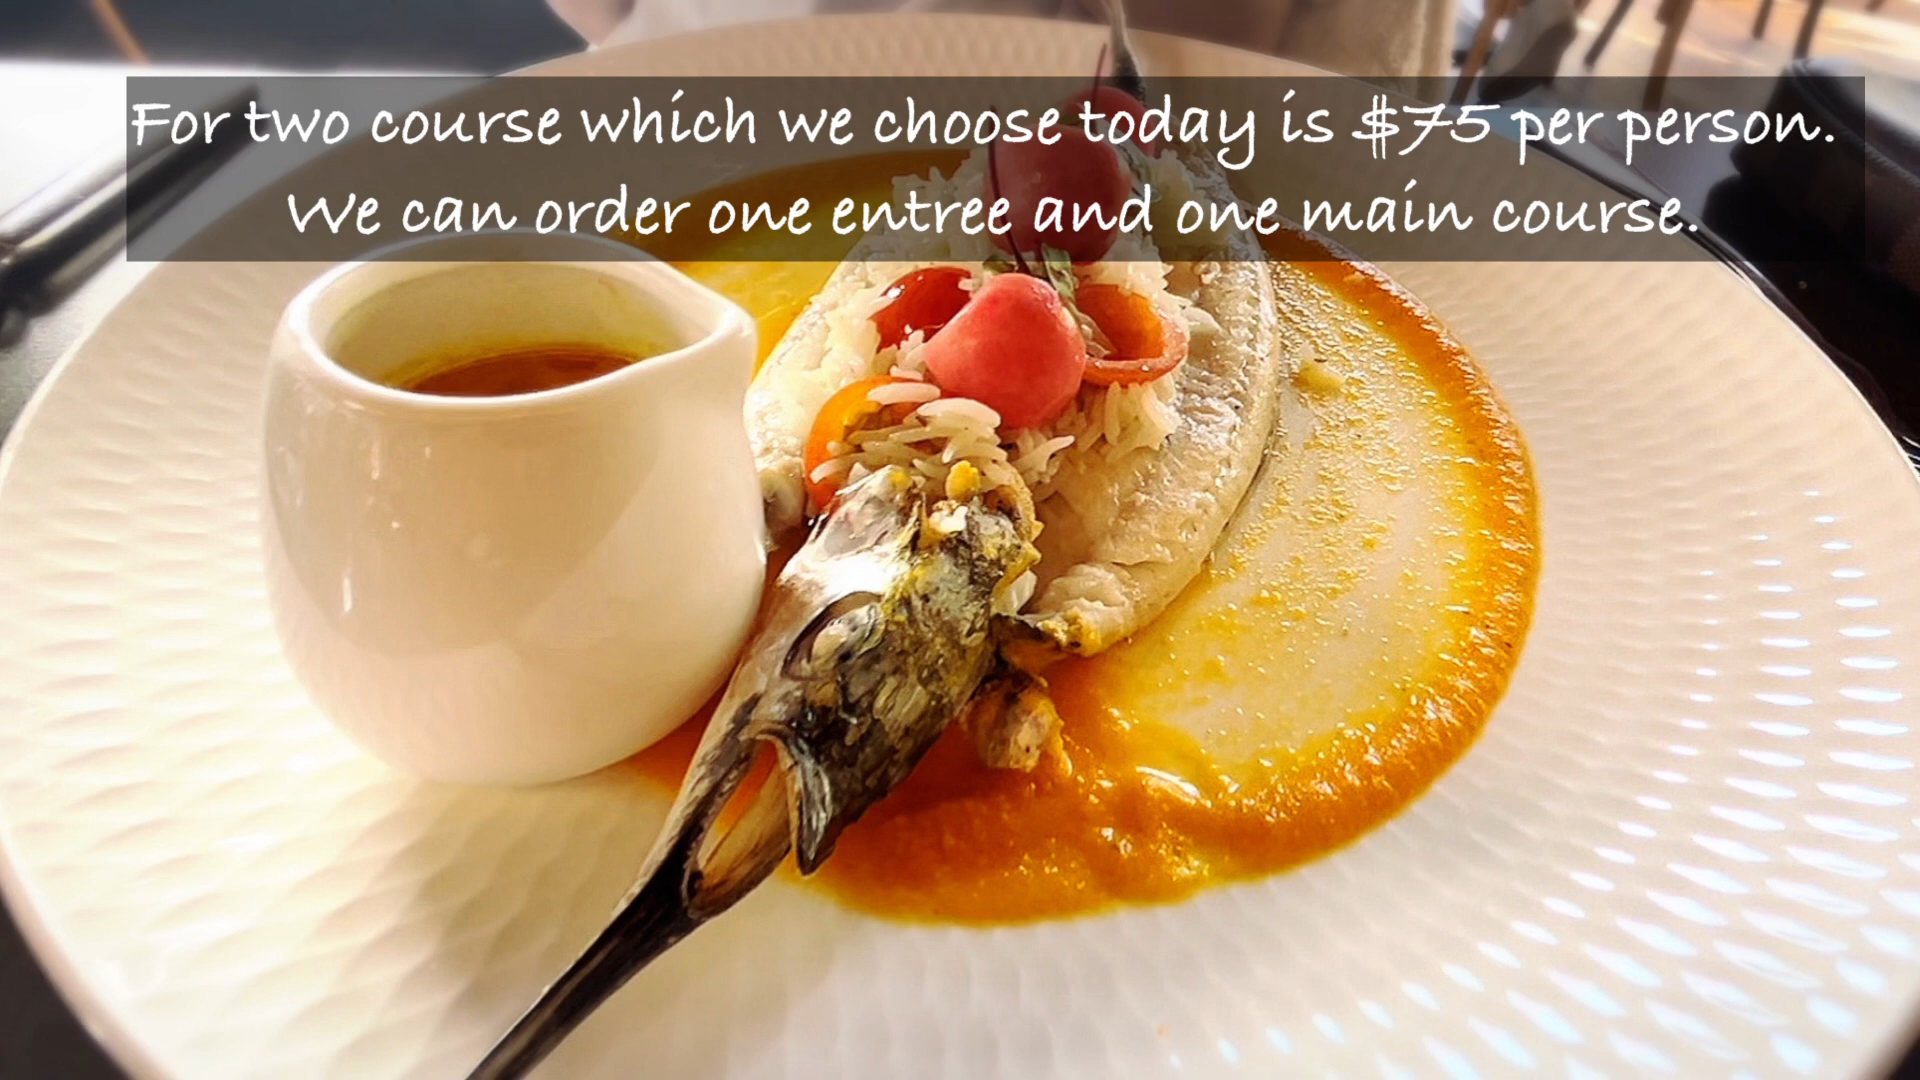 For two course which we choose today is $75 per person.
We can order one entree and one main course.